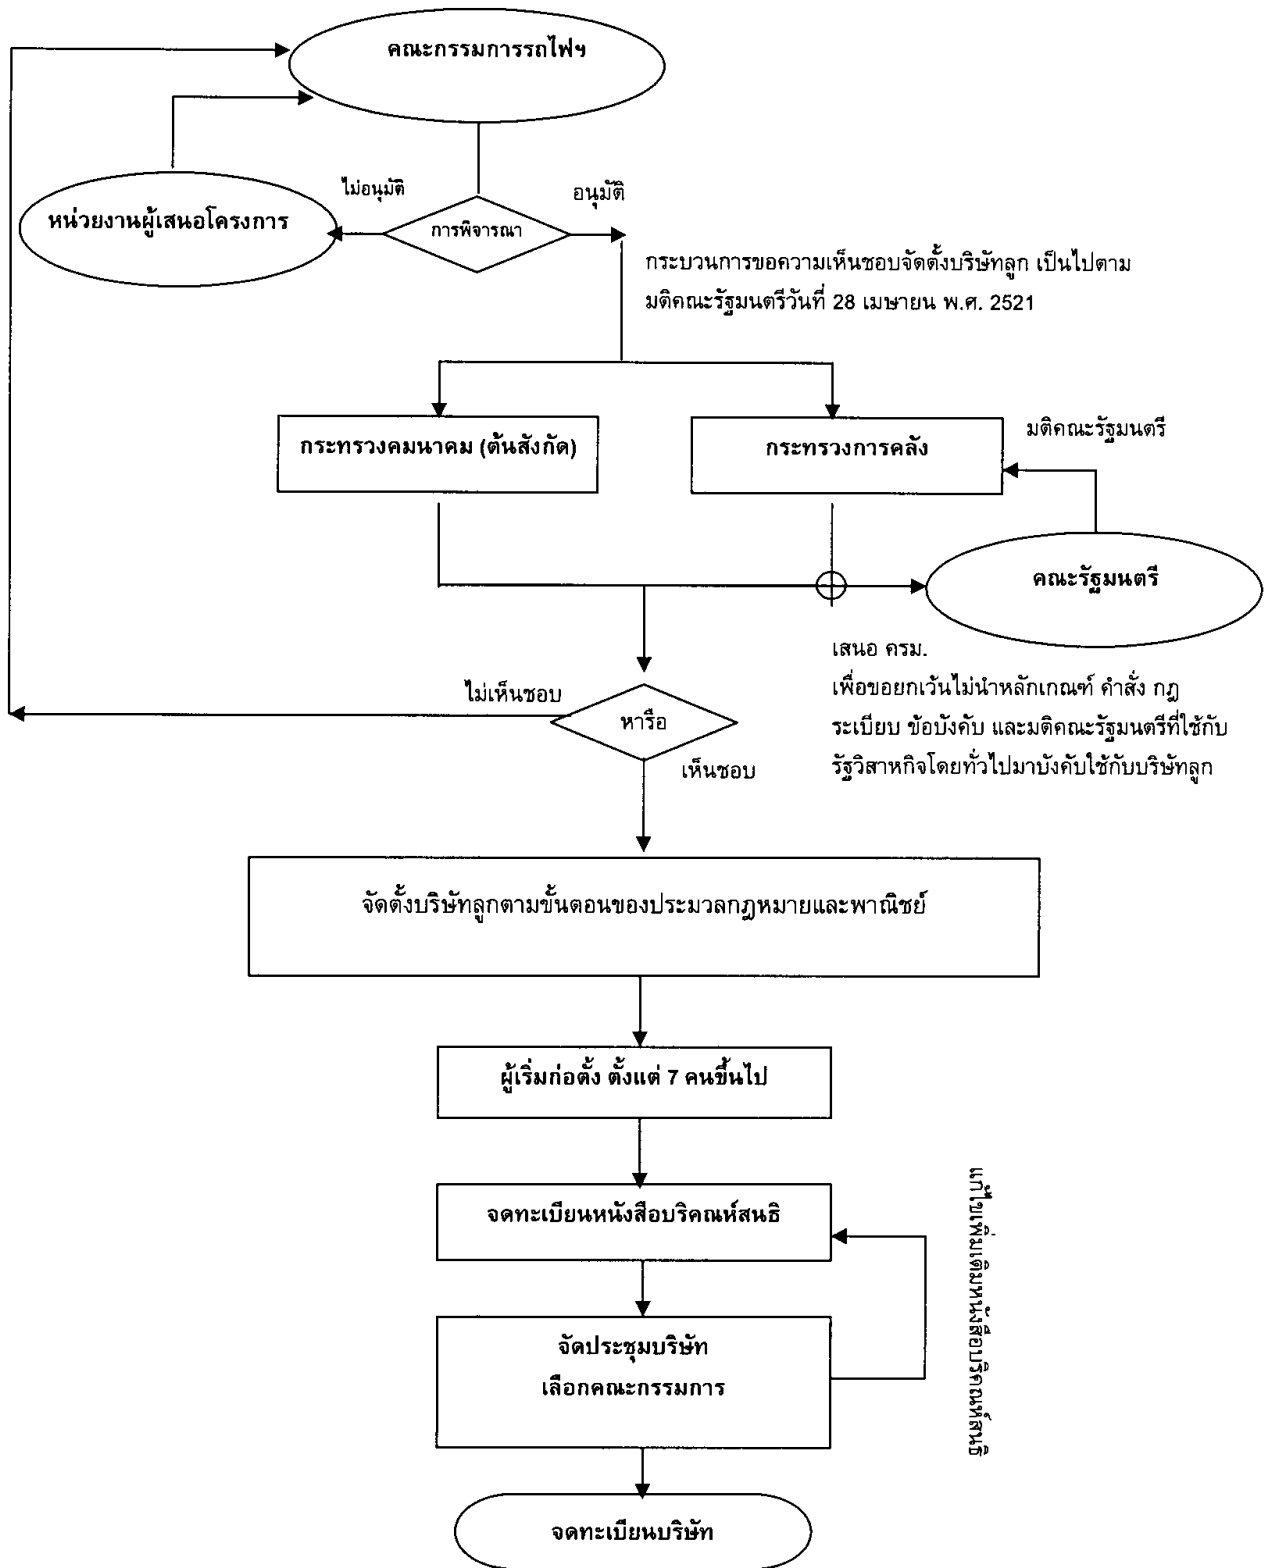 คณะกรรมการรถไฟฯ
หน่วยงานผู้เสนอโครงการ
ไม่อนุมัติ
การพิจารณา
อนุมัติ
กระบวนการขอความเห็นชอบจัดตั้งบริษัทลูก เป็นไปตาม
มติคณะรัฐมนตรีวันที่ 28 เมษายน พ.ศ. 2521
กระทรวงคมนาคม (ต้นสังกัด)
กระทรวงการคลัง
มติคณะรัฐมนตรี
คณะรัฐมนตรี
เสนอ ครม.
เพื่อขอยกเว้นไม่นำหลักเกณฑ์ คำสั่ง กฎ
ระเบียบ ข้อบังคับ และมติคณะรัฐมนตรีที่ใช้กับ
รัฐวิสาหกิจโดยทั่วไปมาบังคับใช้กับบริษัทลูก
ไม่เห็นชอบ
หารือ
เห็นชอบ
จัดตั้งบริษัทลูกตามขั้นตอนของประมวลกฎหมายและพาณิชย์
ผู้เริ่มก่อตั้ง ตั้งแต่ 7 คนขึ้นไป
จดทะเบียนหนังสือบริคณห์สนธิ
แก้ไขเพิ่มเติมหนังสือบริคณห์สนธิ
จัดประชุมบริษัท
เลือกคณะกรรมการ
จดทะเบียนบริษัท